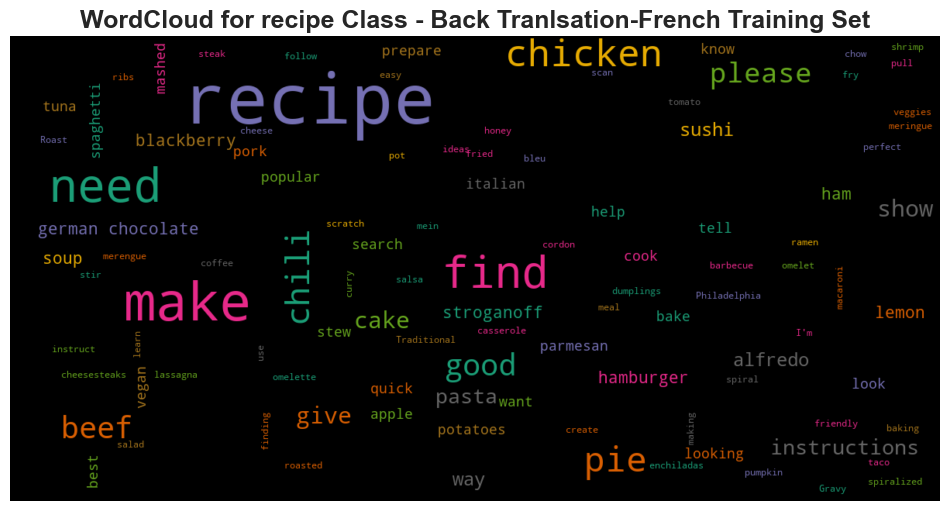 WordCloud for recipe Class - Back Tranlsation-French Training Set
steak follow prepare chicken know chow shrimp
mashed recipe easy scan please fry pull
ribs
tuna spaghetti blackberry cheese honey tomato sushi veggies
Roast pork pot ideas fried bleu meringue
perfect
need popular italian ham
german chocolate help show
scratch mein tell
soup merengue chili search cordon cook ramen
stir coffee curry salsa find barbecue omelet
make dumplings Philadelphia macaroni
cake stroganoff meal bake lemon
stew Traditional casserole I'm
instruct learn use parmesan
good alfredo
cheesesteaks lassagna omelette hamburger spiral look
vegan quick pasta want
beef give apple friendly
salad finding potatoes create making looking instructions baking
best roasted pie enchiladas taco
way pumpkin Gravy spiralized